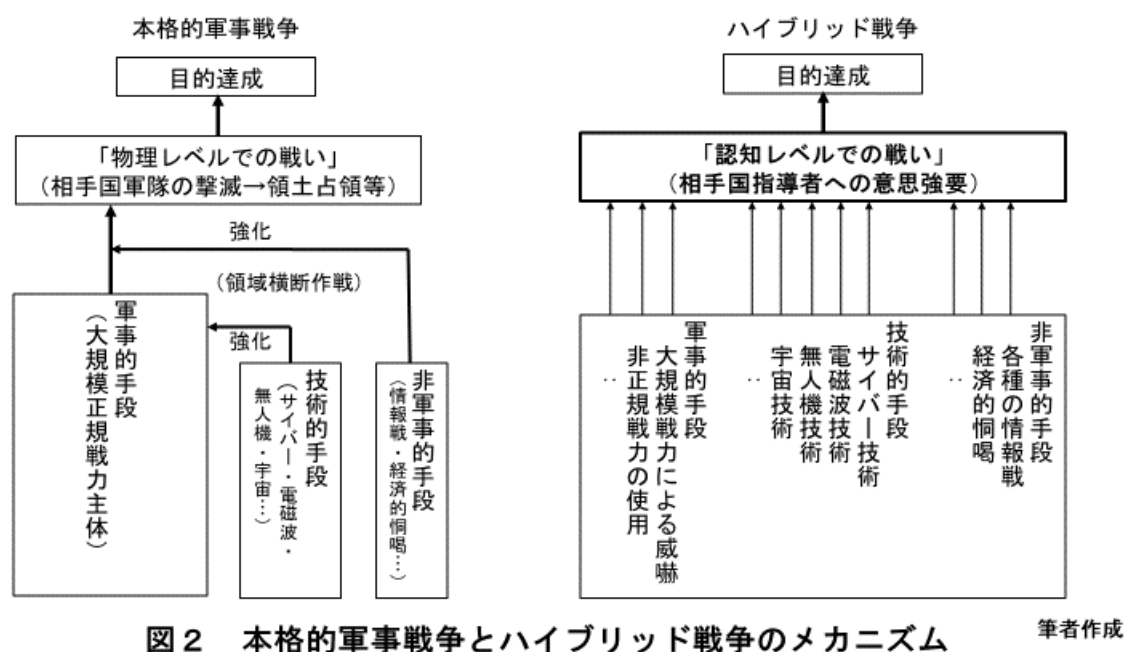 本格的軍事戦争
目的達成
「物理レベルでの戦い」
（相手国軍隊の撃滅→領土占領等）
強化
（領域横断作戦）
強化
軍事的手段
（大規模正規戦力主体）
技術的手段
（サイバー・電磁波・
無人機・宇宙…）
非軍事的手段
（情報戦・経済的恫喝…）
ハイブリッド戦争
目的達成
「認知レベルでの戦い」
（相手国指導者への意思強要）
非軍事的手段
各種の情報戦
経済的恫喝
：
技術的手段
サイバー技術
電磁波技術
無人機技術
宇宙技術
：
軍事的手段
大規模戦力による威嚇
非正規戦力の使用
：
図２　本格的軍事戦争とハイブリッド戦争のメカニズム
筆者作成